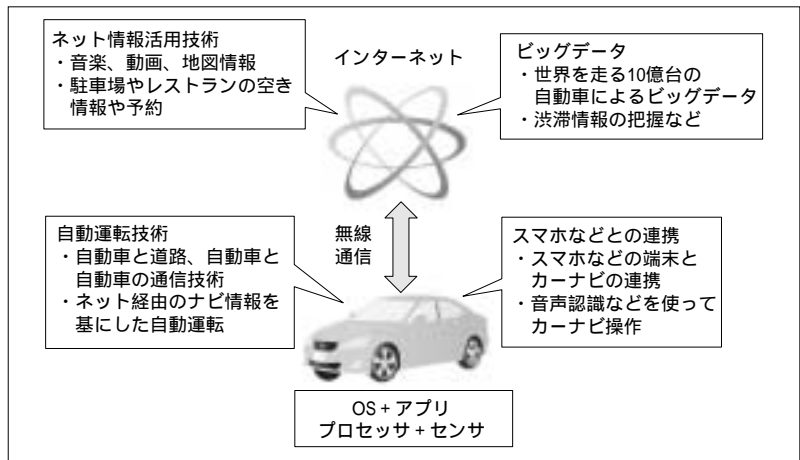 ネット情報活用技術
・音楽、動画、地図情報
・駐車場やレストランの空き
情報や予約
インターネット
ビッグデータ
・世界を走る10億台の
自動車によるビッグデータ
・渋滞情報の把握など
自動運転技術
・自動車と道路、自動車と
自動車の通信技術
・ネット経由のナビ情報を
基にした自動運転
無線
通信
スマホなどとの連携
・スマホなどの端末と
カーナビの連携
・音声認識などを使って
カーナビ操作
OS + アプリ
プロセッサ + センサ